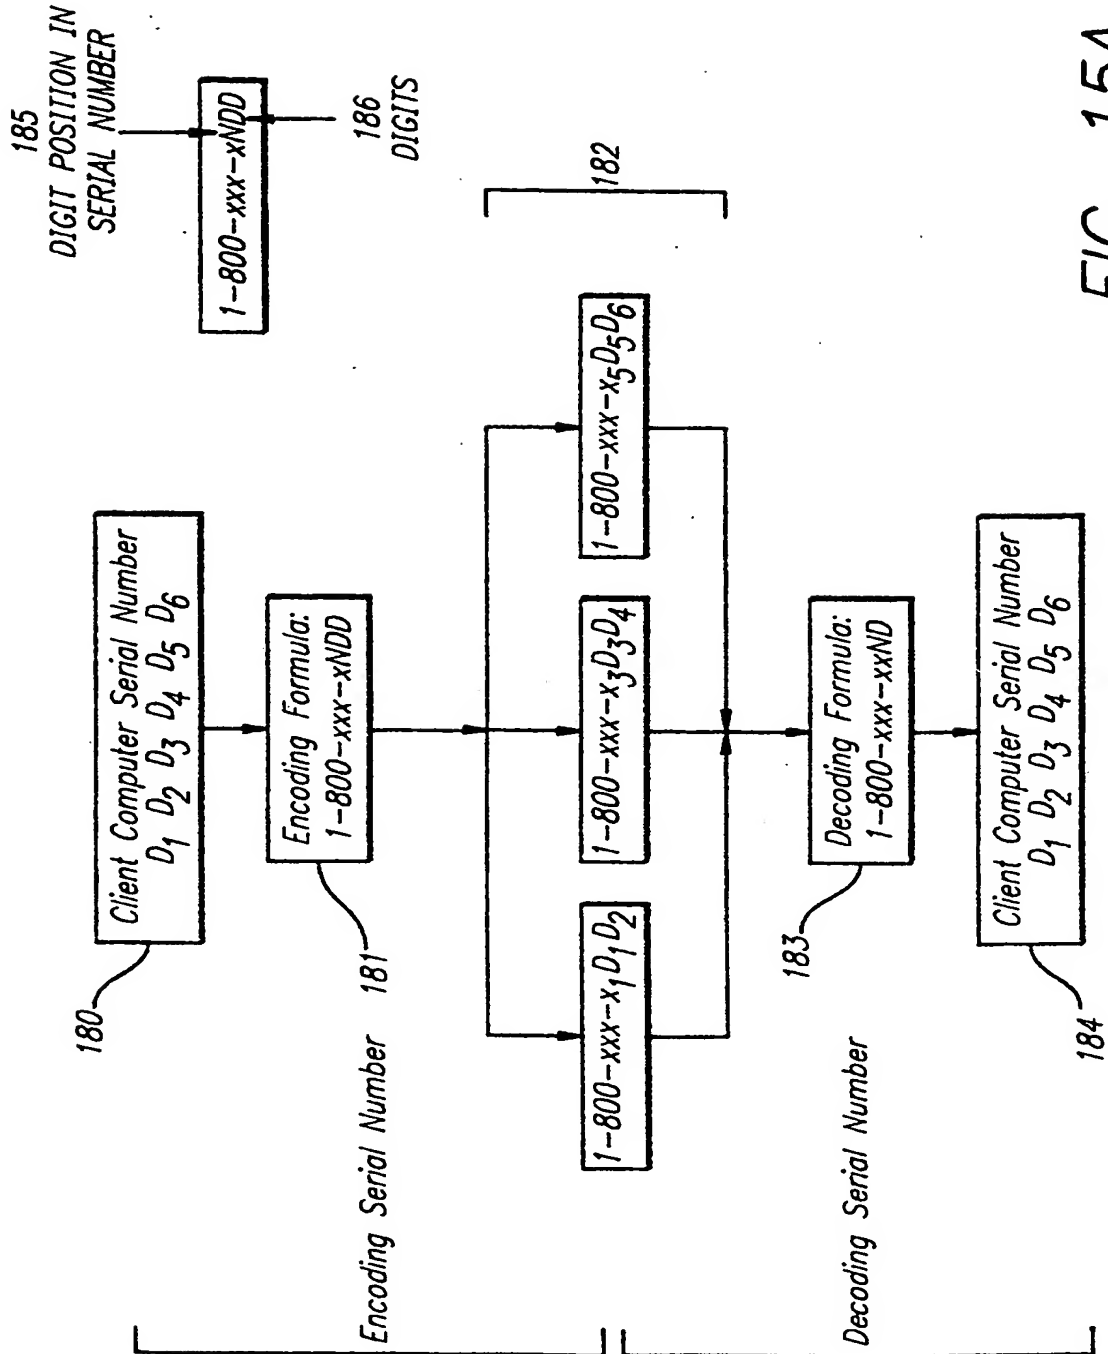 185
DIGIT POSITION IN
SERIAL NUMBER
1-800-xxx-xNDD
186
DIGITS
180
Client Computer Serial Number
D1 D2 D3 D4 D5 D6
Encoding Serial Number
181
Encoding Formula:
1-800-xxx-xNDD
182
1-800-xxx-x1D1D2
1-800-xxx-x3D3D4
1-800-xxx-x5D5D6
Decoding Serial Number
183
Decoding Formula:
1-800-xxx-xxND
184
Client Computer Serial Number
D1 D2 D3 D4 D5 D6
FIG. 15A